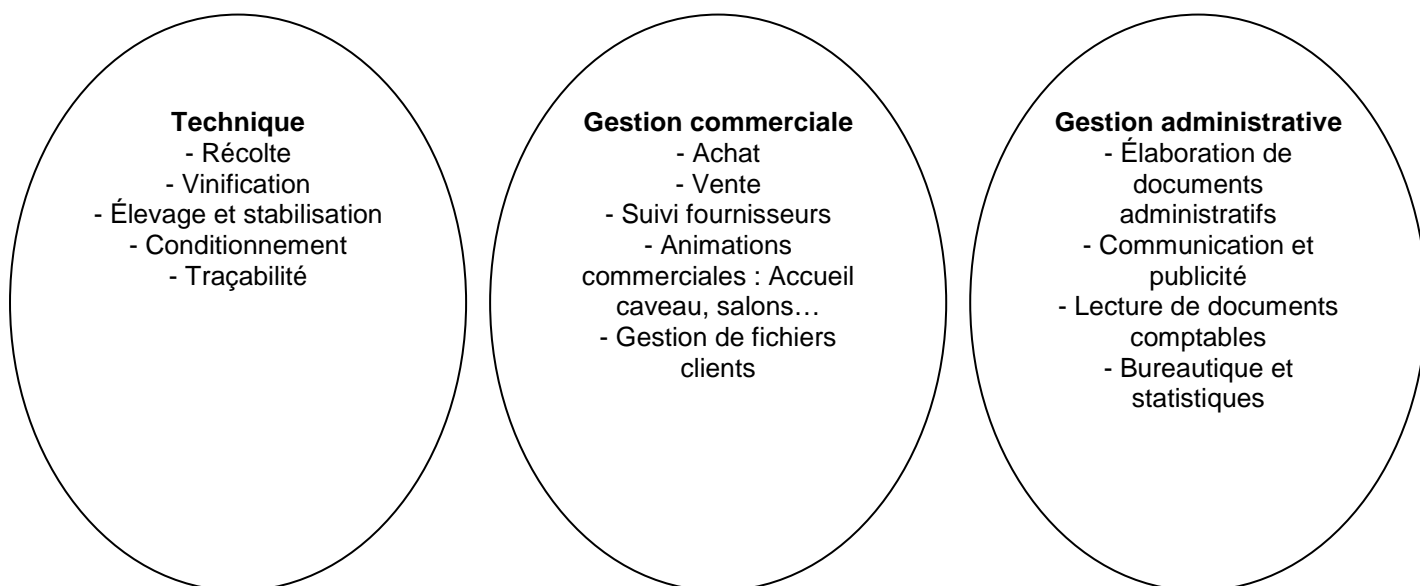 Technique
- Récolte
- Vinification
- Élevage et stabilisation
- Conditionnement
- Traçabilité
Gestion commerciale
- Achat
- Vente
- Suivi fournisseurs
- Animations
commerciales : Accueil
caveau, salons…
- Gestion de fichiers
clients
Gestion administrative
- Élaboration de
documents
administratifs
- Communication et
publicité
- Lecture de documents
comptables
- Bureautique et
statistiques